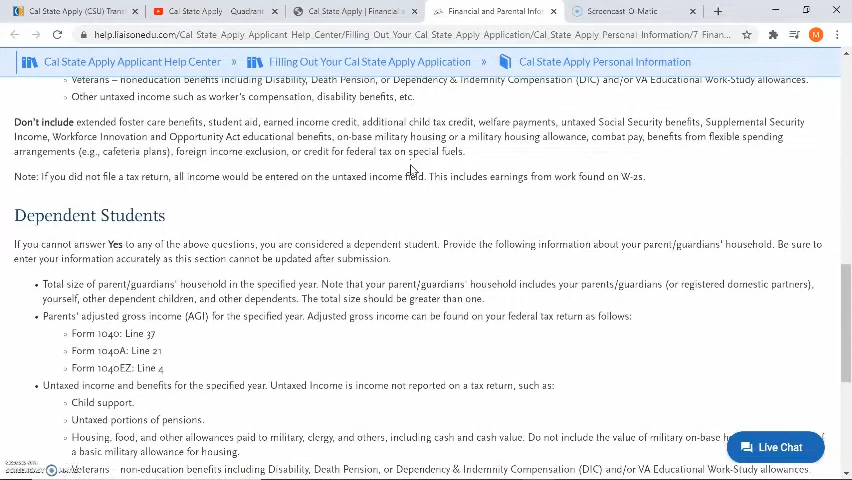 Cal State Apply (CSU) Trans
Cal State Apply - Quadrant
Cal State Apply | Financial a
Financial and Parental Infor
Screencast-O-Matic
help.liaisonedu.com/Cal_State_Apply_Applicant_Help_Center/Filling_Out_Your_Cal_State_Apply_Application/Cal_State_Apply_Personal_Information/7_Finan...
M
Cal State Apply Applicant Help Center
Filling Out Your Cal State Apply Application
Cal State Apply Personal Information
Veterans – noneducation benefits including Disability, Death Pension, or Dependency & Indemnity Compensation (DIC) and/or VA Educational Work-Study allowances.
Other untaxed income such as worker's compensation, disability benefits, etc.
Don't include extended foster care benefits, student aid, earned income credit, additional child tax credit, welfare payments, untaxed Social Security benefits, Supplemental Security
Income, Workforce Innovation and Opportunity Act educational benefits, on-base military housing or a military housing allowance, combat pay, benefits from flexible spending
arrangements (e.g., cafeteria plans), foreign income exclusion, or credit for federal tax on special fuels.
Note: If you did not file a tax return, all income would be entered on the untaxed income field. This includes earnings from work found on W-2s.
Dependent Students
If you cannot answer Yes to any of the above questions, you are considered a dependent student. Provide the following information about your parent/guardians' household. Be sure to
enter your information accurately as this section cannot be updated after submission.
Total size of parent/guardians' household in the specified year. Note that your parent/guardians' household includes your parents/guardians (or registered domestic partners),
yourself, other dependent children, and other dependents. The total size should be greater than one.
Parents' adjusted gross income (AGI) for the specified year. Adjusted gross income can be found on your federal tax return as follows:
Form 1040: Line 37
Form 1040A: Line 21
Form 1040EZ: Line 4
Untaxed income and benefits for the specified year. Untaxed Income is income not reported on a tax return, such as:
Child support.
Untaxed portions of pensions.
Housing, food, and other allowances paid to military, clergy, and others, including cash and cash value. Do not include the value of military on-base h
f
a basic military allowance for housing.
Live Chat
Veterans – non-education benefits including Disability, Death Pension, or Dependency & Indemnity Compensation (DIC) and/or VA Educational Work-Study allowances.